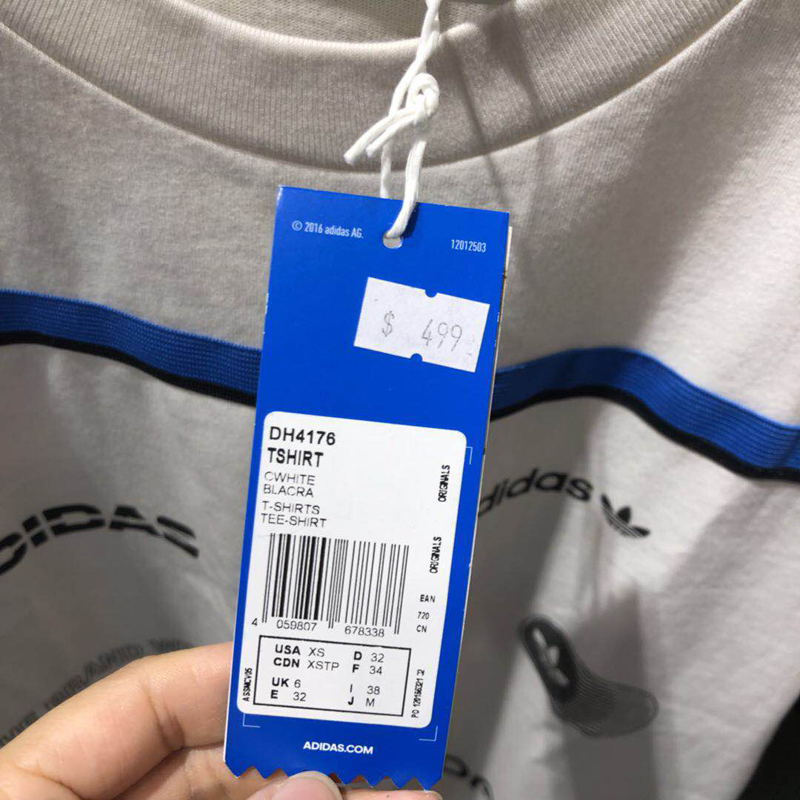 © 2016 adidas AG.
12012503
$ 499
DH4176
TSHIRT
CWHITE
BLACRA
T-SHIRTS
TEE-SHIRT
ORIGINALS
ORIGINALS
EAN
720
CN
4 059807 678338
USA XS D 32
CDN XSTP F 34
UK 6 I 38
E 32 J M
ASSMCV05
ADIDAS.COM
adidas